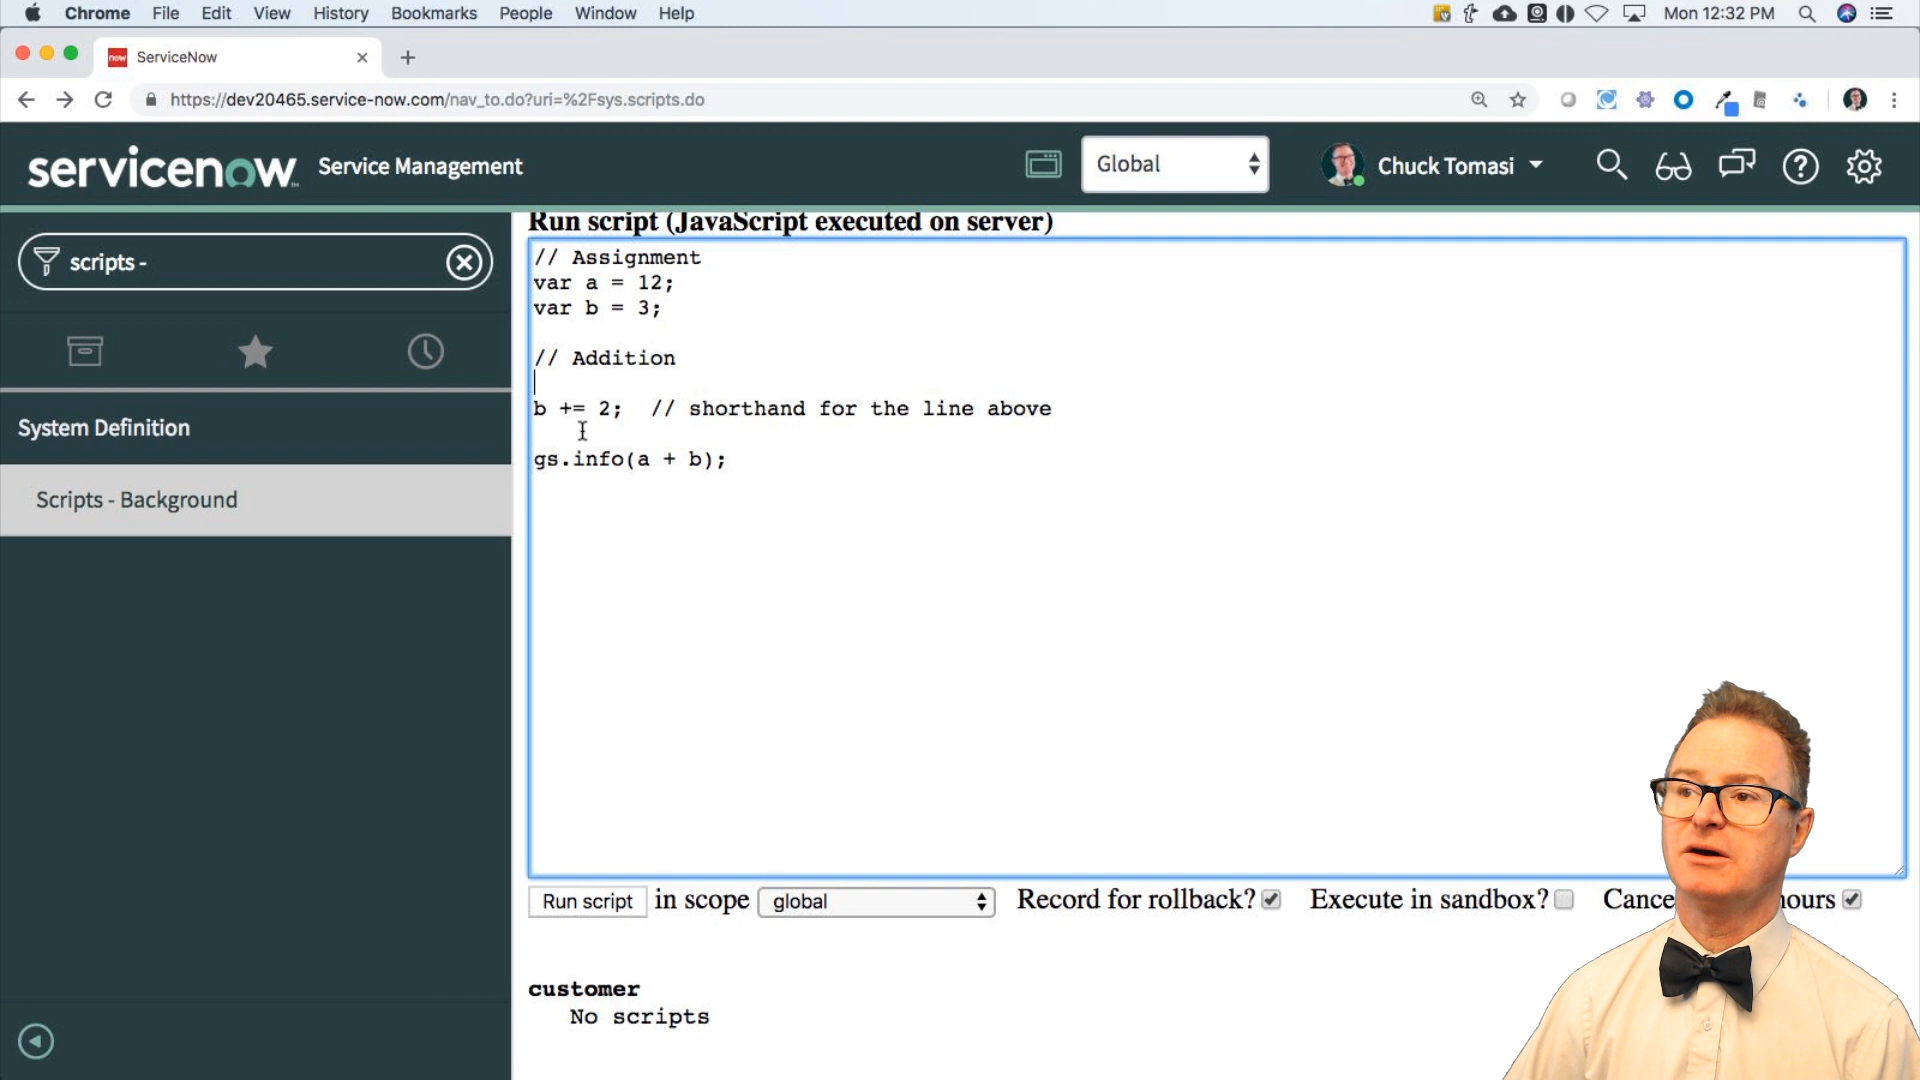 Chrome File Edit View History Bookmarks People Window Help Mon 12:32 PM
now ServiceNow
https://dev20465.service-now.com/nav_to.do?uri=%2Fsys.scripts.do
servicenow Service Management Global Chuck Tomasi
scripts -
System Definition
Scripts - Background
Run script (JavaScript executed on server)
// Assignment
var a = 12;
var b = 3;
// Addition
b += 2;  // shorthand for the line above
gs.info(a + b);
Run script in scope global Record for rollback? Execute in sandbox? Cance ours
customer
No scripts